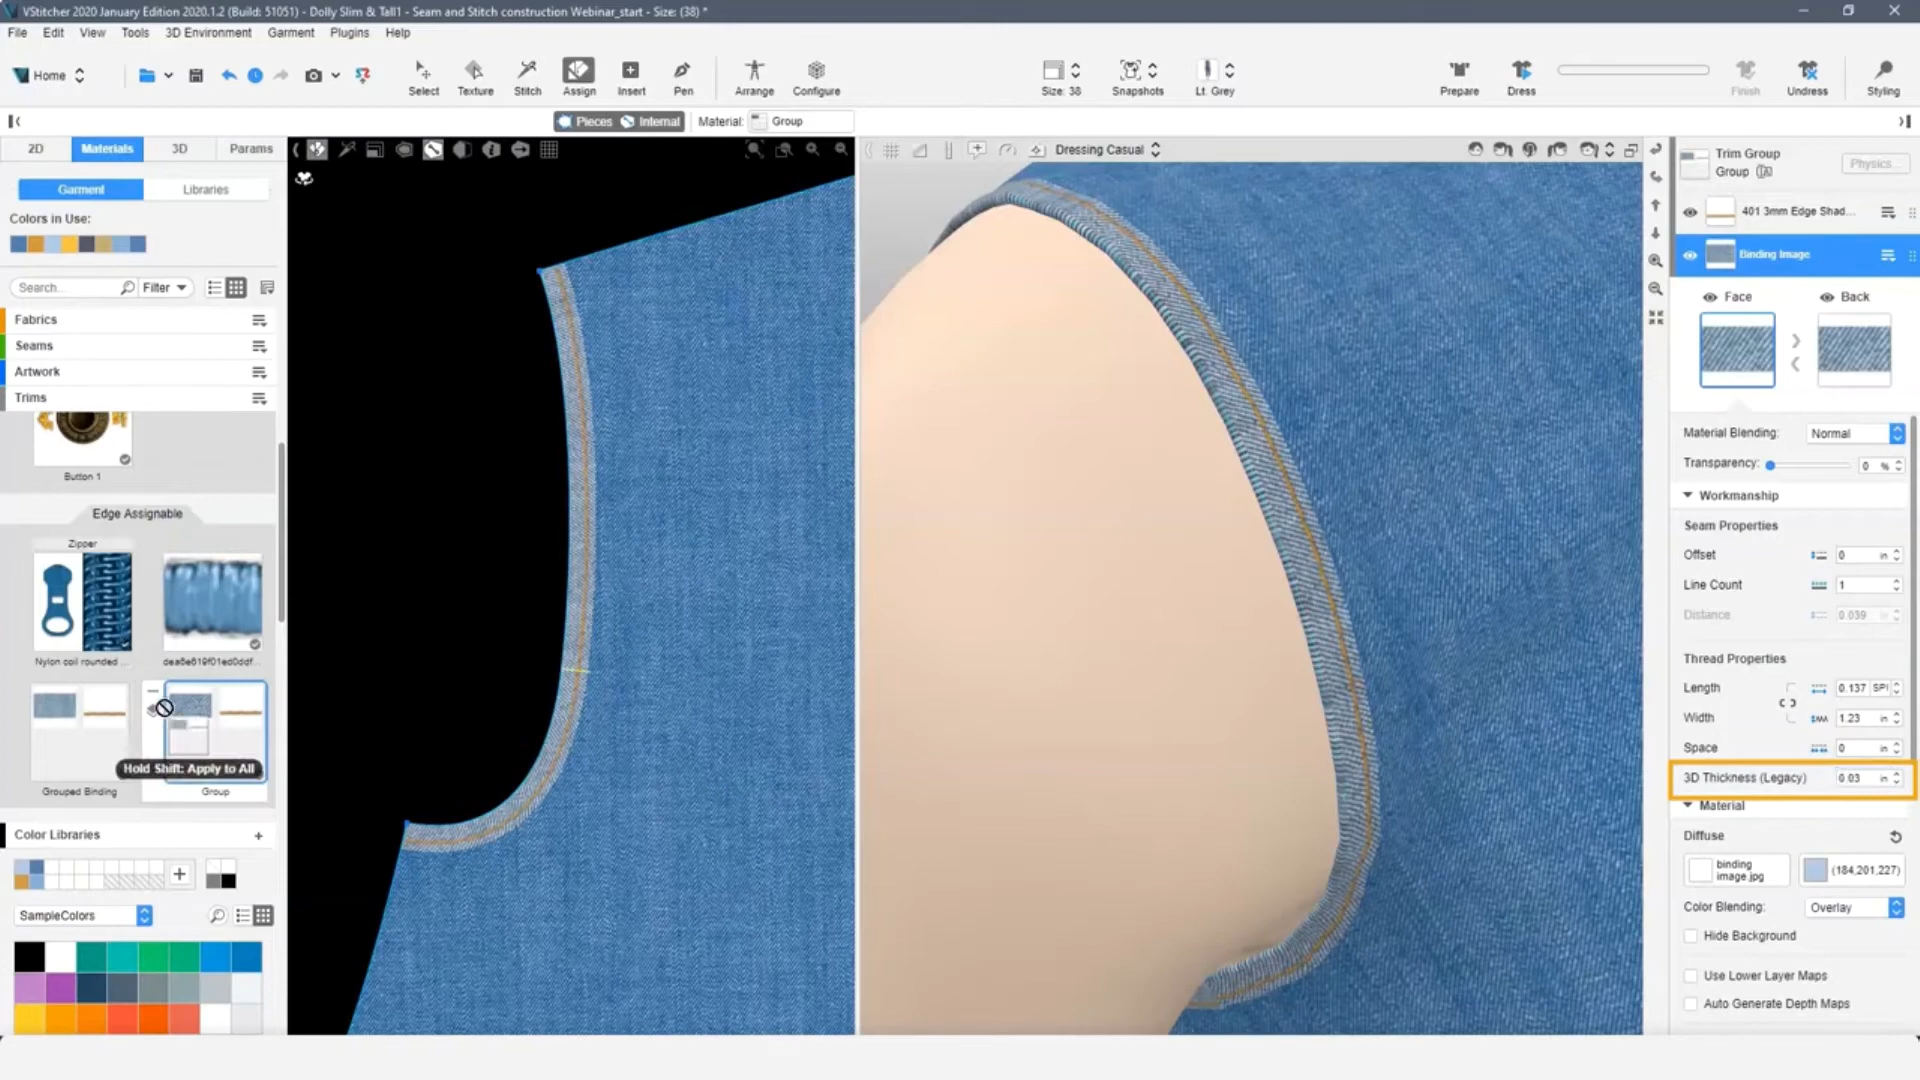 VStitcher 2020 January Edition 2020.1.2 (Build: 51051) - Dolly Slim & Tall1 - Seam and Stitch construction Webinar_start - Size: (38) *
File Edit View Tools 3D Environment Garment Plugins Help
Home
Select Texture Stitch Assign Insert Pen Arrange Configure Size: 38 Snapshots Lt. Grey Prepare Dress Finish Undress Styling
Pieces Internal Material: Group
2D Materials 3D Params
Dressing Casual
Garment Libraries
Colors in Use:
Search... Filter
Fabrics
Seams
Artwork
Trims
Button 1
Edge Assignable
Zipper
Nylon coil rounded ... dea6e619f01ed0ddf...
Hold Shift: Apply to All
Grouped Binding Group
Color Libraries
SampleColors
Trim Group
Group
Physics...
401 3mm Edge Shad...
Binding Image
Face Back
Material Blending: Normal
Transparency: 0 %
Workmanship
Seam Properties
Offset 0 in
Line Count 1
Distance 0.039 in
Thread Properties
Length 0.137 SPI
Width 1.23 in
Space 0 in
3D Thickness (Legacy) 0.03 in
Material
Diffuse
binding
image.jpg
(184,201,227)
Color Blending: Overlay
Hide Background
Use Lower Layer Maps
Auto Generate Depth Maps